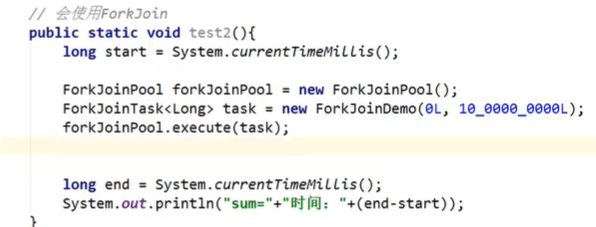 // 会使用ForkJoin
public static void test2(){
long start = System.currentTimeMillis();
ForkJoinPool forkJoinPool = new ForkJoinPool();
ForkJoinTask<Long> task = new ForkJoinDemo(0L, 10_0000_0000L);
forkJoinPool.execute(task);
long end = System.currentTimeMillis();
System.out.println("sum="+"时间："+(end-start));
}